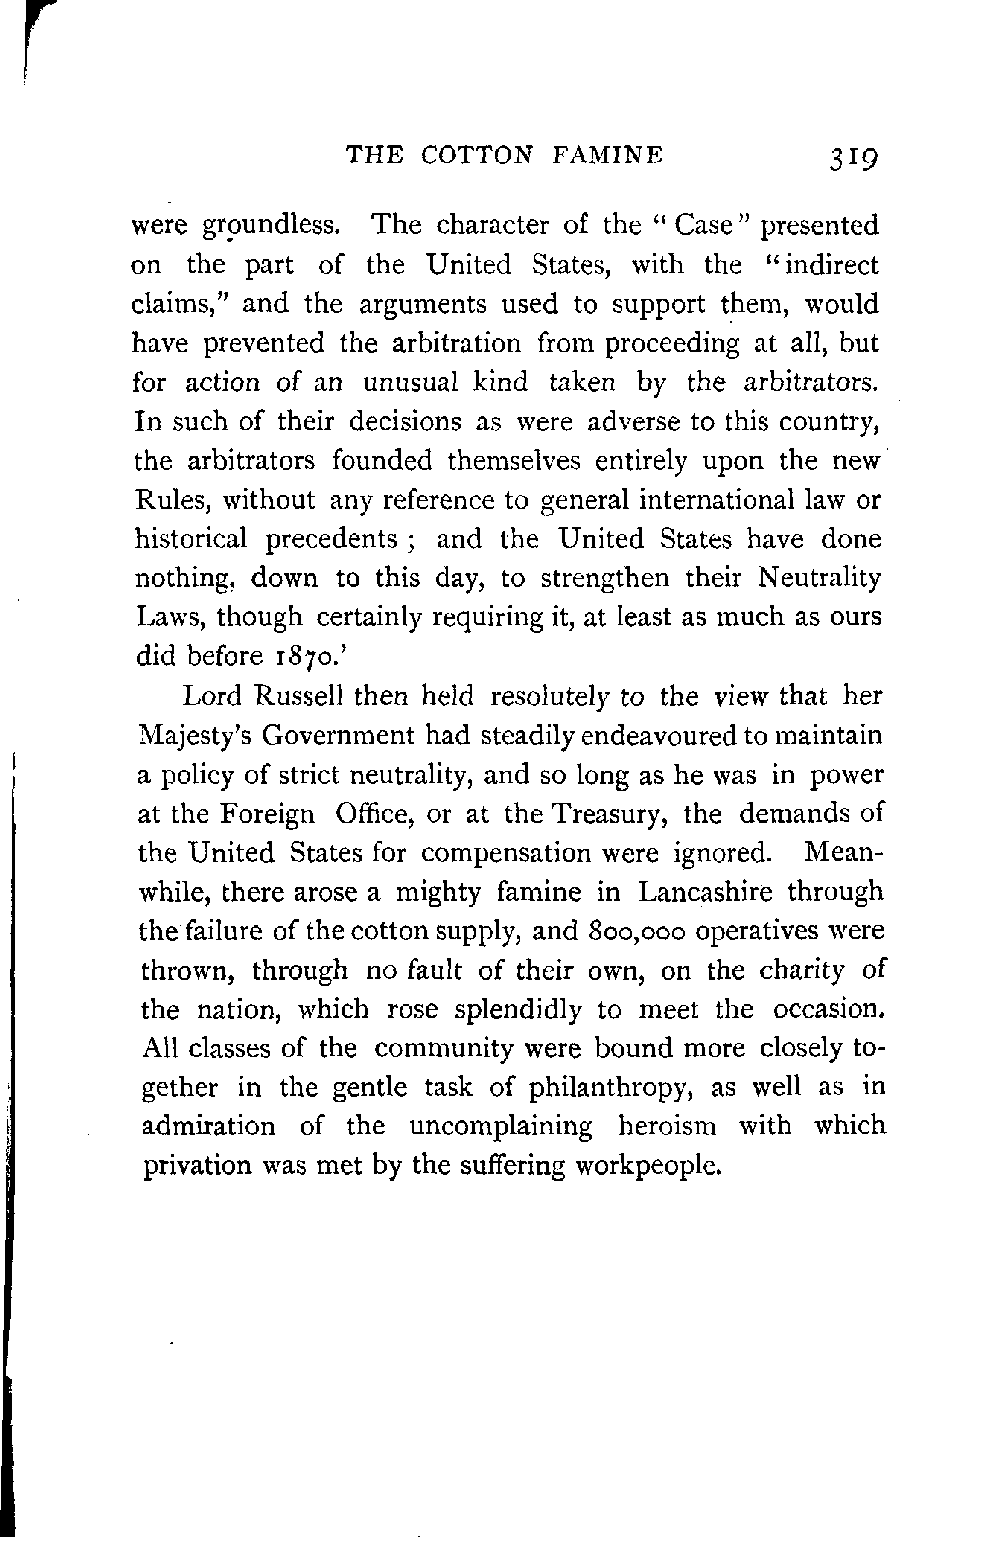 THE COTTON FAMINE 319
were groundless. The character of the “ Case” presented
on the part of the United States, with the “indirect
claims,” and the arguments used to support them, would
have prevented the arbitration from proceeding at all, but
for action of an unusual kind taken by the arbitrators.
In such of their decisions as were adverse to this country,
the arbitrators founded themselves entirely upon the new
Rules, without any reference to general international law or
historical precedents ; and the United States have done
nothing, down to this day, to strengthen their Neutrality
Laws, though certainly requiring it, at least as much as ours
did before 1870.’
Lord Russell then held resolutely to the view that her
Majesty’s Government had steadily endeavoured to maintain
a policy of strict neutrality, and so long as he was in power
at the Foreign Office, or at the Treasury, the demands of
the United States for compensation were ignored. Mean-
while, there arose a mighty famine in Lancashire through
the failure of the cotton supply, and 800,000 operatives were
thrown, through no fault of their own, on the charity of
the nation, which rose splendidly to meet the occasion.
All classes of the community were bound more closely to-
gether in the gentle task of philanthropy, as well as in
admiration of the uncomplaining heroism with which
privation was met by the suffering workpeople.